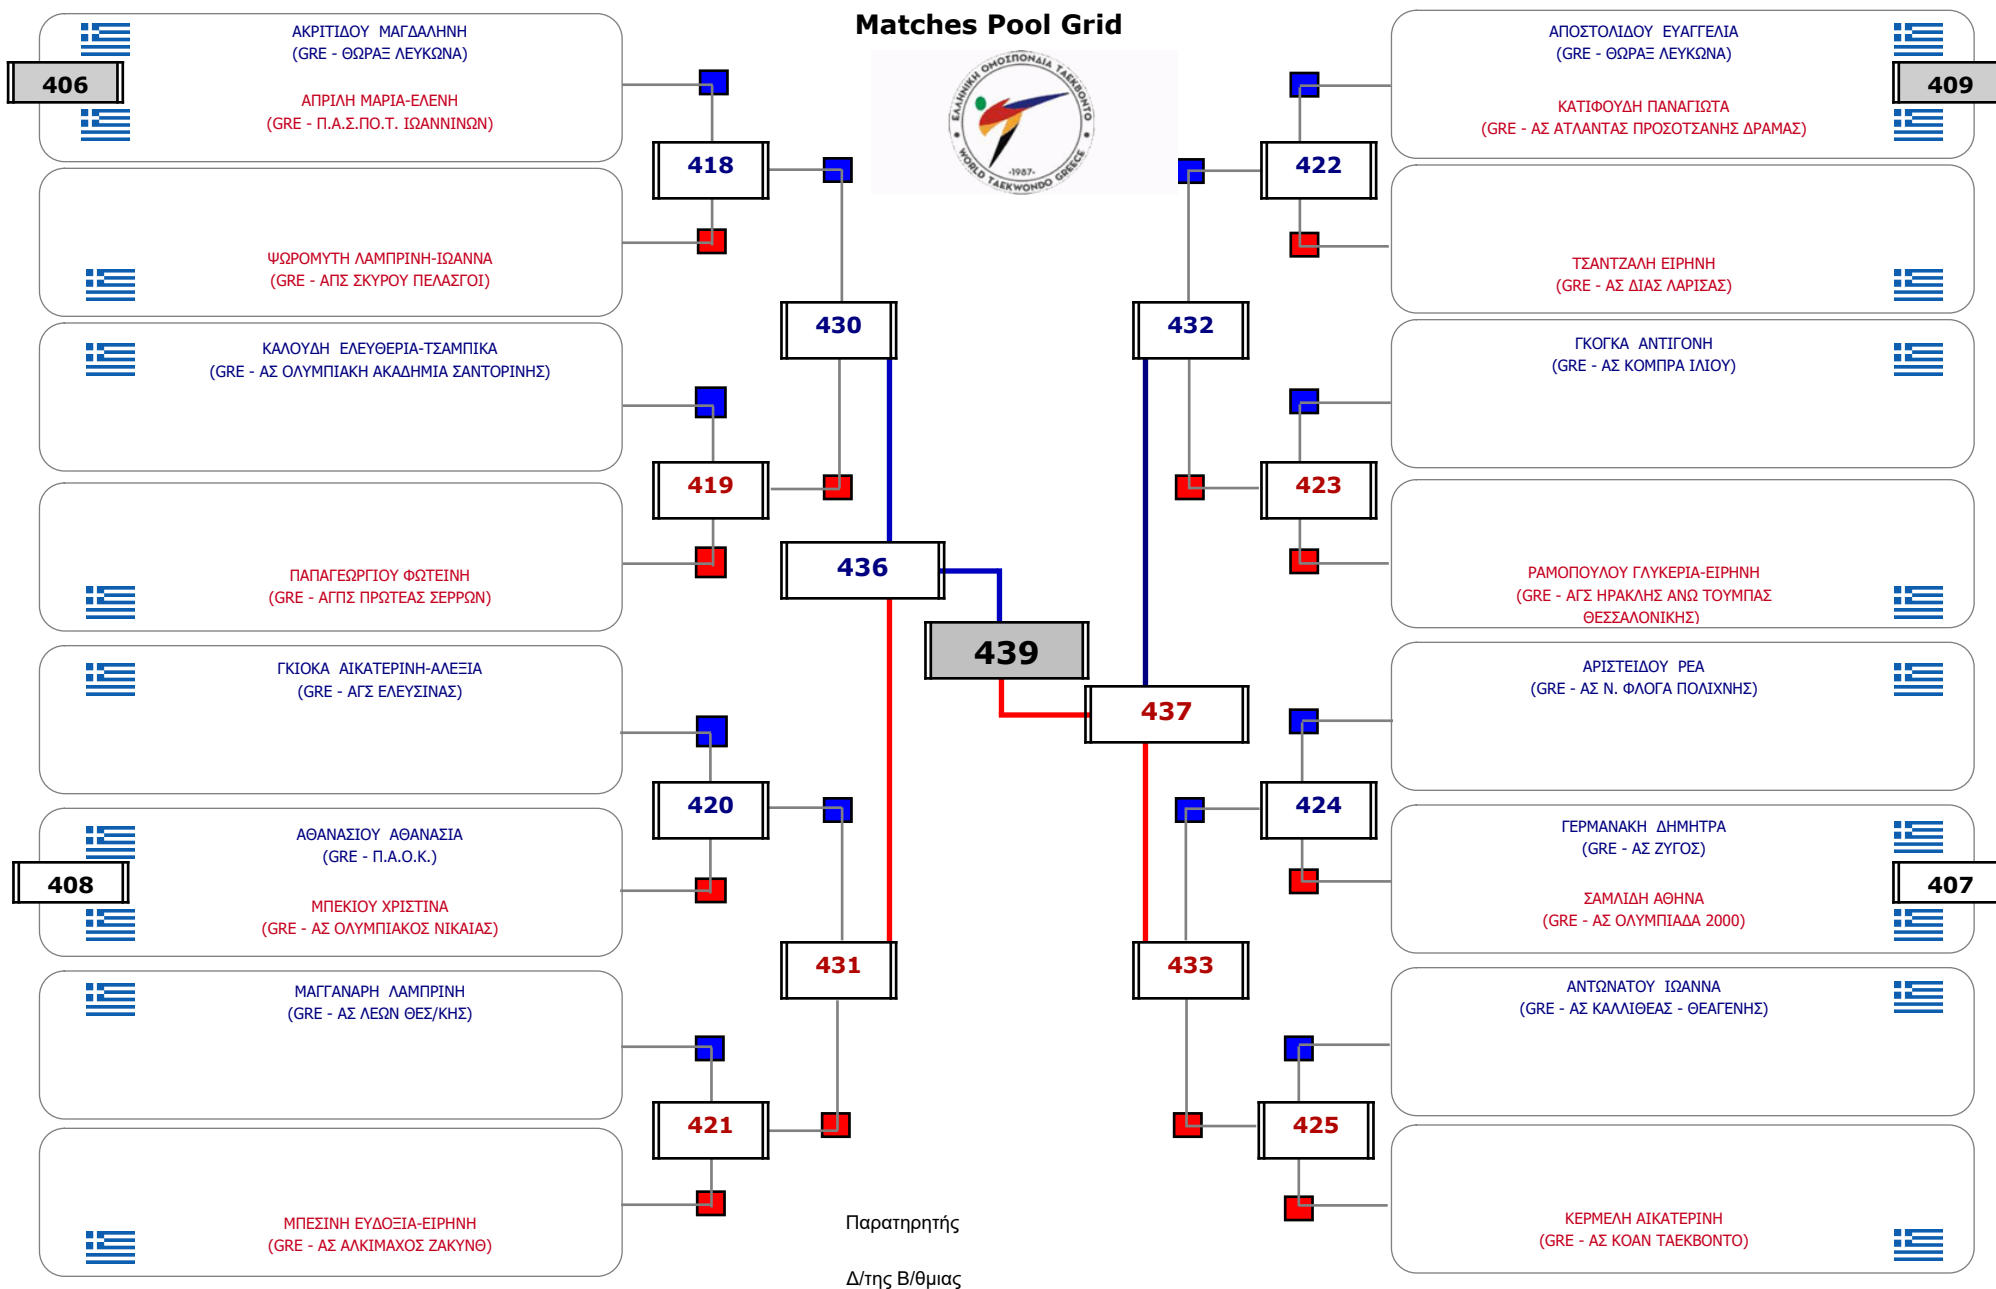 Matches Pool Grid
ΕΛΛΗΝΙΚΗ ΟΜΟΣΠΟΝΔΙΑ ΤΑΕΚΒΟΝΤΟ
-1987-
WORLD TAEKWONDO GREECE
ΑΚΡΙΤΙΔΟΥ ΜΑΓΔΑΛΗΝΗ
(GRE - ΘΩΡΑΞ ΛΕΥΚΩΝΑ)
406
ΑΠΡΙΛΗ ΜΑΡΙΑ-ΕΛΕΝΗ
(GRE - Π.Α.Σ.ΠΟ.Τ. ΙΩΑΝΝΙΝΩΝ)
418
ΨΩΡΟΜΥΤΗ ΛΑΜΠΡΙΝΗ-ΙΩΑΝΝΑ
(GRE - ΑΠΣ ΣΚΥΡΟΥ ΠΕΛΑΣΓΟΙ)
430
ΚΑΛΟΥΔΗ ΕΛΕΥΘΕΡΙΑ-ΤΣΑΜΠΙΚΑ
(GRE - ΑΣ ΟΛΥΜΠΙΑΚΗ ΑΚΑΔΗΜΙΑ ΣΑΝΤΟΡΙΝΗΣ)
419
ΠΑΠΑΓΕΩΡΓΙΟΥ ΦΩΤΕΙΝΗ
(GRE - ΑΓΠΣ ΠΡΩΤΕΑΣ ΣΕΡΡΩΝ)
436
439
ΓΚΙΟΚΑ ΑΙΚΑΤΕΡΙΝΗ-ΑΛΕΞΙΑ
(GRE - ΑΓΣ ΕΛΕΥΣΙΝΑΣ)
420
ΑΘΑΝΑΣΙΟΥ ΑΘΑΝΑΣΙΑ
(GRE - Π.Α.Ο.Κ.)
408
ΜΠΕΚΙΟΥ ΧΡΙΣΤΙΝΑ
(GRE - ΑΣ ΟΛΥΜΠΙΑΚΟΣ ΝΙΚΑΙΑΣ)
431
ΜΑΓΓΑΝΑΡΗ ΛΑΜΠΡΙΝΗ
(GRE - ΑΣ ΛΕΩΝ ΘΕΣ/ΚΗΣ)
421
ΜΠΕΣΙΝΗ ΕΥΔΟΞΙΑ-ΕΙΡΗΝΗ
(GRE - ΑΣ ΑΛΚΙΜΑΧΟΣ ΖΑΚΥΝΘ)
ΑΠΟΣΤΟΛΙΔΟΥ ΕΥΑΓΓΕΛΙΑ
(GRE - ΘΩΡΑΞ ΛΕΥΚΩΝΑ)
409
ΚΑΤΙΦΟΥΔΗ ΠΑΝΑΓΙΩΤΑ
(GRE - ΑΣ ΑΤΛΑΝΤΑΣ ΠΡΟΣΟΤΣΑΝΗΣ ΔΡΑΜΑΣ)
422
ΤΣΑΝΤΖΑΛΗ ΕΙΡΗΝΗ
(GRE - ΑΣ ΔΙΑΣ ΛΑΡΙΣΑΣ)
432
ΓΚΟΓΚΑ ΑΝΤΙΓΟΝΗ
(GRE - ΑΣ ΚΟΜΠΡΑ ΙΛΙΟΥ)
423
ΡΑΜΟΠΟΥΛΟΥ ΓΛΥΚΕΡΙΑ-ΕΙΡΗΝΗ
(GRE - ΑΓΣ ΗΡΑΚΛΗΣ ΑΝΩ ΤΟΥΜΠΑΣ
ΘΕΣΣΑΛΟΝΙΚΗΣ)
437
ΑΡΙΣΤΕΙΔΟΥ ΡΕΑ
(GRE - ΑΣ Ν. ΦΛΟΓΑ ΠΟΛΙΧΝΗΣ)
424
ΓΕΡΜΑΝΑΚΗ ΔΗΜΗΤΡΑ
(GRE - ΑΣ ΖΥΓΟΣ)
407
ΣΑΜΛΙΔΗ ΑΘΗΝΑ
(GRE - ΑΣ ΟΛΥΜΠΙΑΔΑ 2000)
433
ΑΝΤΩΝΑΤΟΥ ΙΩΑΝΝΑ
(GRE - ΑΣ ΚΑΛΛΙΘΕΑΣ - ΘΕΑΓΕΝΗΣ)
425
ΚΕΡΜΕΛΗ ΑΙΚΑΤΕΡΙΝΗ
(GRE - ΑΣ ΚΟΑΝ ΤΑΕΚΒΟΝΤΟ)
Παρατηρητής
Δ/της Β/θμιας